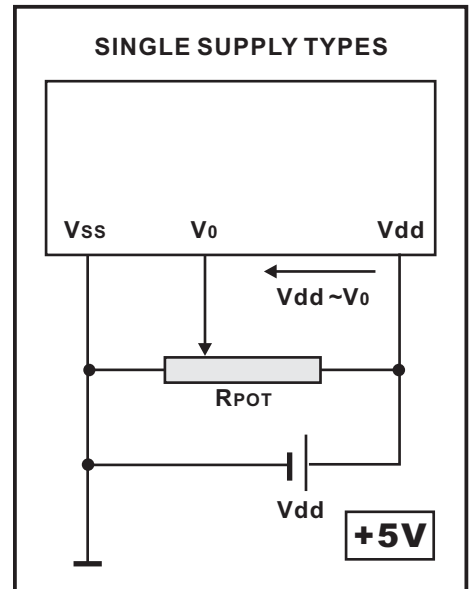 SINGLE SUPPLY TYPES
Vss V0 Vdd
Vdd ~V0
RPOT
Vdd
+5V